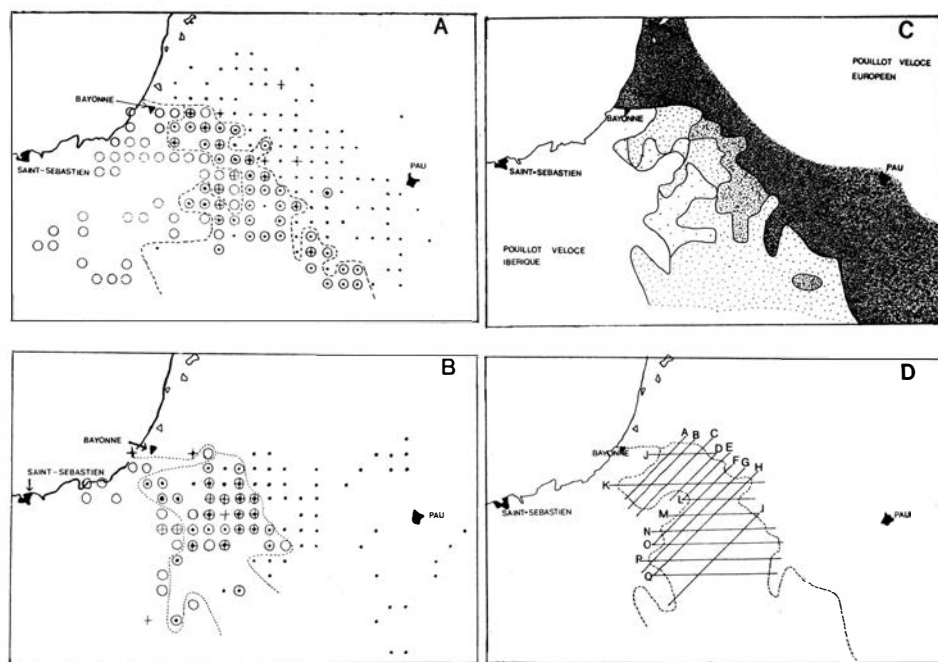 A
BAYONNE
SAINT-SEBASTIEN
PAU
C
POUILLOT VELOCE
EUROPEEN
BAYONNE
SAINT-SEBASTIEN
PAU
POUILLOT VELOCE
IBERIQUE
B
BAYONNE
SAINT-SEBASTIEN
PAU
D
A
B
C
BAYONNE
J
D
E
F
G
H
K
L
I
M
SAINT-SEBASTIEN
PAU
N
O
P
Q